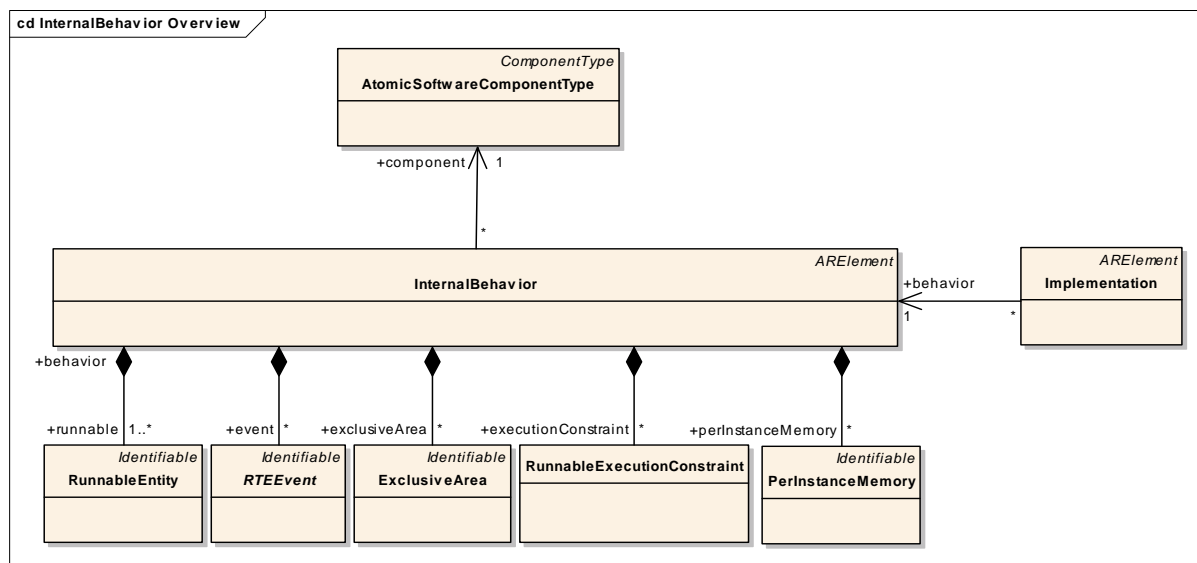 cd InternalBehavior Overview
ComponentType
AtomicSoftwareComponentType
+component 1
*
ARElement
InternalBehavior
ARElement
Implementation
+behavior
1 *
+behavior
+runnable 1..* +event * +exclusiveArea * +executionConstraint * +perInstanceMemory *
Identifiable
RunnableEntity
Identifiable
RTEEvent
Identifiable
ExclusiveArea
RunnableExecutionConstraint
Identifiable
PerInstanceMemory